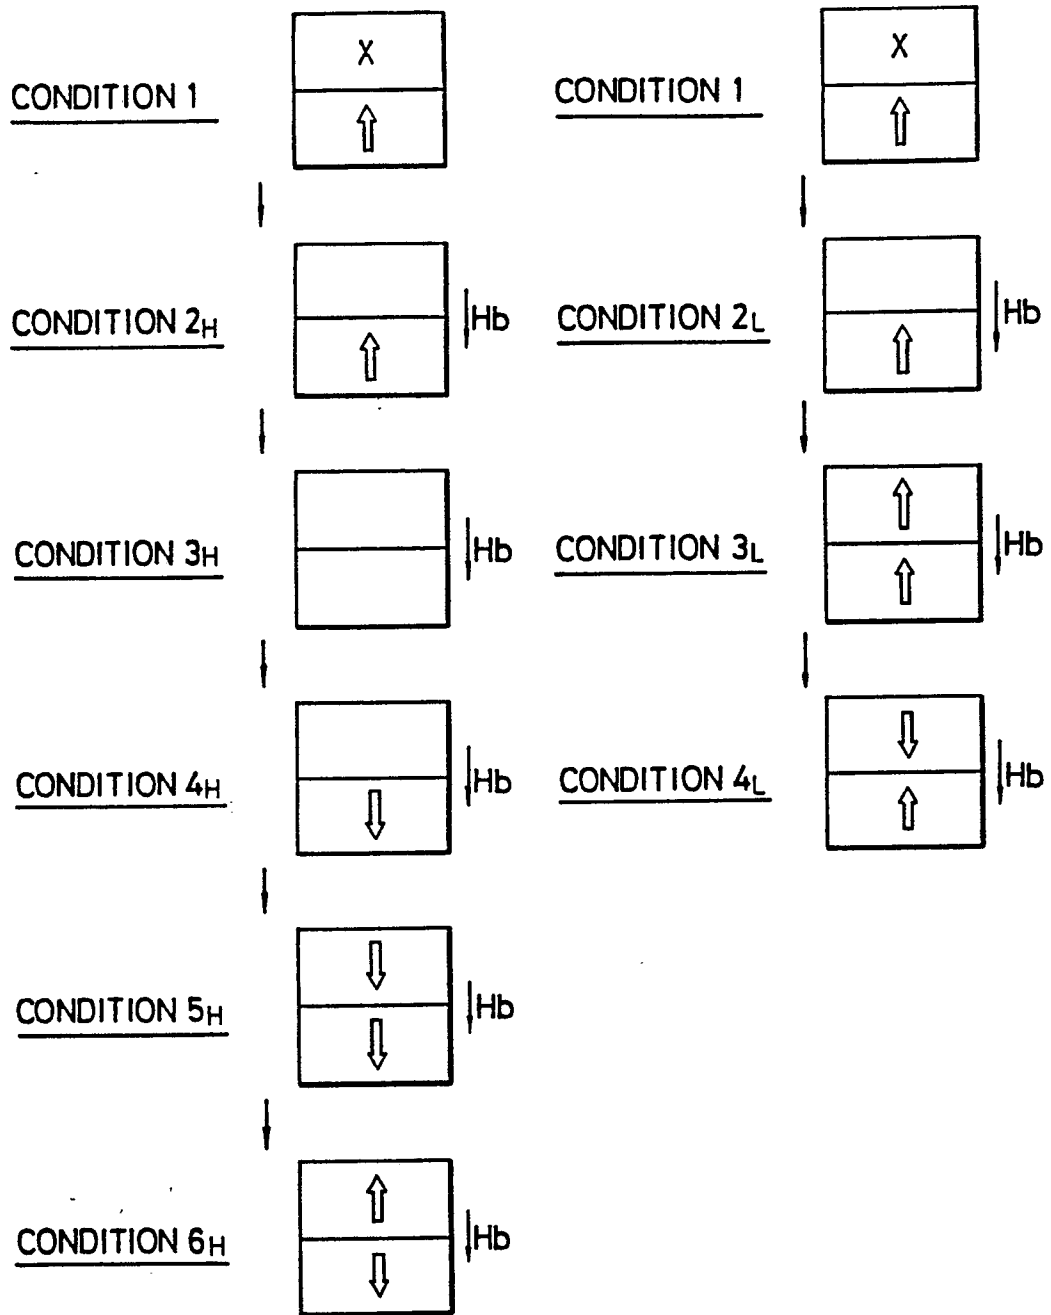 CONDITION 1
X
CONDITION 2H
Hb
CONDITION 3H
Hb
CONDITION 4H
Hb
CONDITION 5H
Hb
CONDITION 6H
Hb
CONDITION 1
X
CONDITION 2L
Hb
CONDITION 3L
Hb
CONDITION 4L
Hb